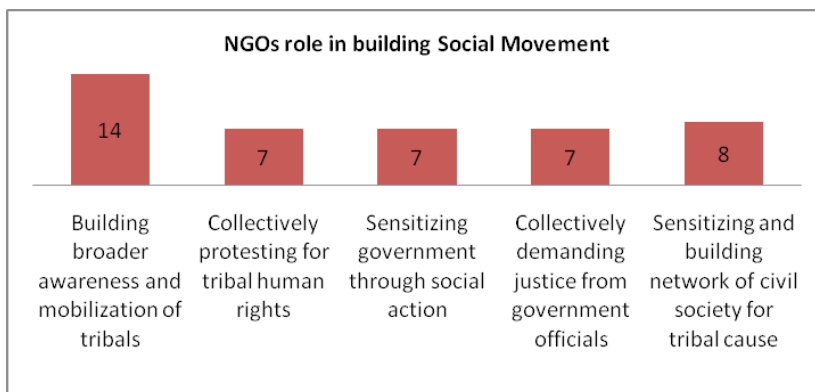 NGOs role in building Social Movement
14
7
7
7
8
Building
broader
awareness and
mobilization of
tribals
Collectively
protesting for
tribal human
rights
Sensitizing
government
through social
action
Collectively
demanding
justice from
government
officials
Sensitizing and
building
network of civil
society for
tribal cause